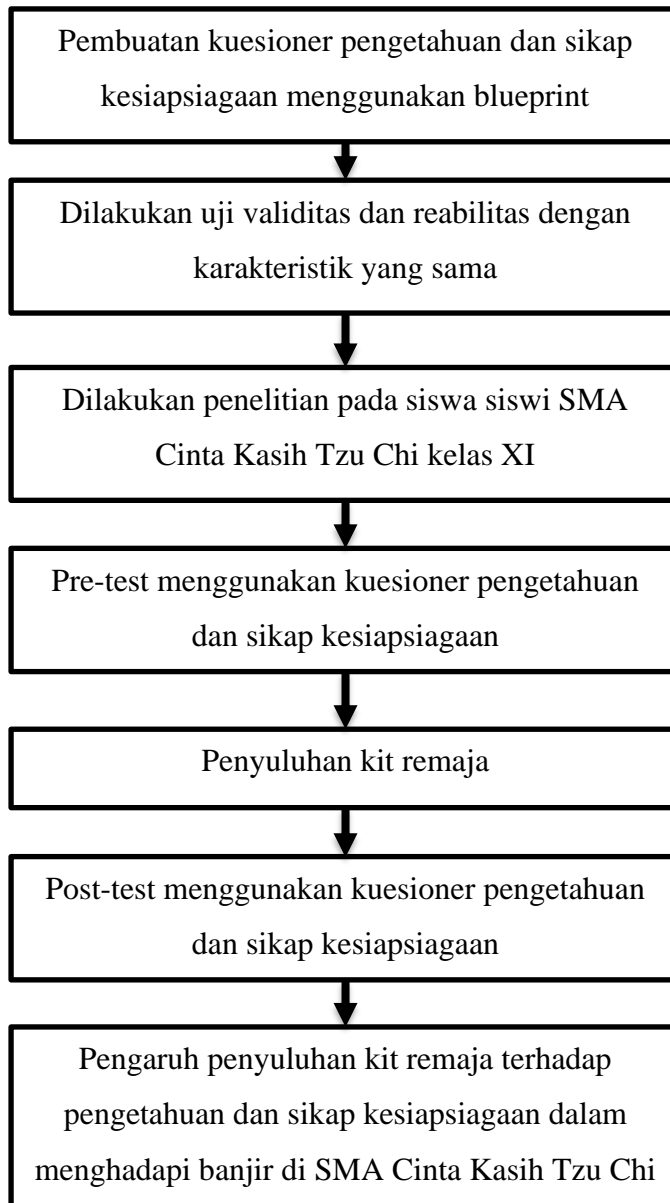 Pembuatan kuesioner pengetahuan dan sikap
kesiapsiagaan menggunakan blueprint
Dilakukan uji validitas dan reabilitas dengan
karakteristik yang sama
Dilakukan penelitian pada siswa siswi SMA
Cinta Kasih Tzu Chi kelas XI
Pre-test menggunakan kuesioner pengetahuan
dan sikap kesiapsiagaan
Penyuluhan kit remaja
Post-test menggunakan kuesioner pengetahuan
dan sikap kesiapsiagaan
Pengaruh penyuluhan kit remaja terhadap
pengetahuan dan sikap kesiapsiagaan dalam
menghadapi banjir di SMA Cinta Kasih Tzu Chi